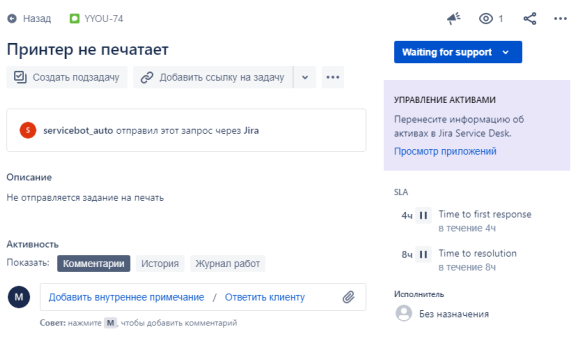 Назад
YYOU-74
1
Принтер не печатает
Создать подзадачу
Добавить ссылку на задачу
S servicebot_auto отправил этот запрос через Jira
Описание
Не отправляется задание на печать
Активность
Показать: Комментарии История Журнал работ
M Добавить внутреннее примечание / Ответить клиенту
Совет: нажмите M, чтобы добавить комментарий
Waiting for support
УПРАВЛЕНИЕ АКТИВАМИ
Перенесите информацию об
активах в Jira Service Desk.
Просмотр приложений
SLA
4ч Time to first response
в течение 4ч
8ч Time to resolution
в течение 8ч
Исполнитель
Без назначения